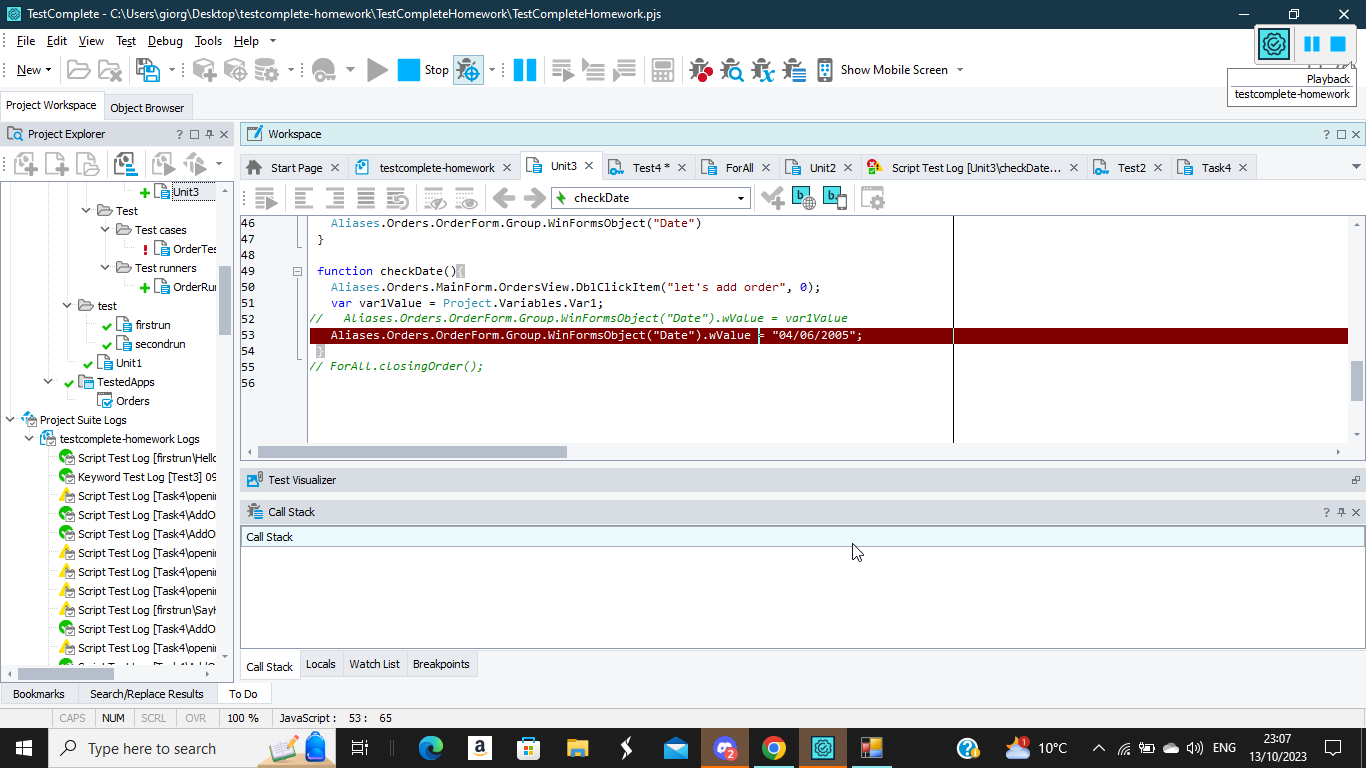 TestComplete - C:\Users\giorg\Desktop\testcomplete-homework\TestCompleteHomework\TestCompleteHomework.pjs
File Edit View Test Debug Tools Help
New Stop Show Mobile Screen
Playback
testcomplete-homework
Project Workspace Object Browser
Project Explorer
Workspace
Start Page testcomplete-homework Unit3 Test4 * ForAll Unit2 Script Test Log [Unit3\checkDate... Test2 Task4
checkDate
Unit3
Test
Test cases
OrderTes
Test runners
OrderRu
test
firstrun
secondrun
Unit1
TestedApps
Orders
Project Suite Logs
testcomplete-homework Logs
Script Test Log [firstrun\Hello
Keyword Test Log [Test3] 09
Script Test Log [Task4\openi
Script Test Log [Task4\AddO
Script Test Log [Task4\AddO
Script Test Log [Task4\openi
Script Test Log [Task4\openi
Script Test Log [Task4\openi
Script Test Log [firstrun\SayH
Script Test Log [Task4\AddO
Script Test Log [Task4\openi
46 Aliases.Orders.OrderForm.Group.WinFormsObject("Date")
47 }
48
49 function checkDate(){
50 Aliases.Orders.MainForm.OrdersView.DblClickItem("let's add order", 0);
51 var var1Value = Project.Variables.Var1;
52 // Aliases.Orders.OrderForm.Group.WinFormsObject("Date").wValue = var1Value
53 Aliases.Orders.OrderForm.Group.WinFormsObject("Date").wValue = "04/06/2005";
54 }
55 // ForAll.closingOrder();
56
Test Visualizer
Call Stack
Call Stack
Call Stack Locals Watch List Breakpoints
Bookmarks Search/Replace Results To Do
CAPS NUM SCRL OVR 100 % JavaScript : 53 : 65
Type here to search
10°C ENG
23:07
13/10/2023